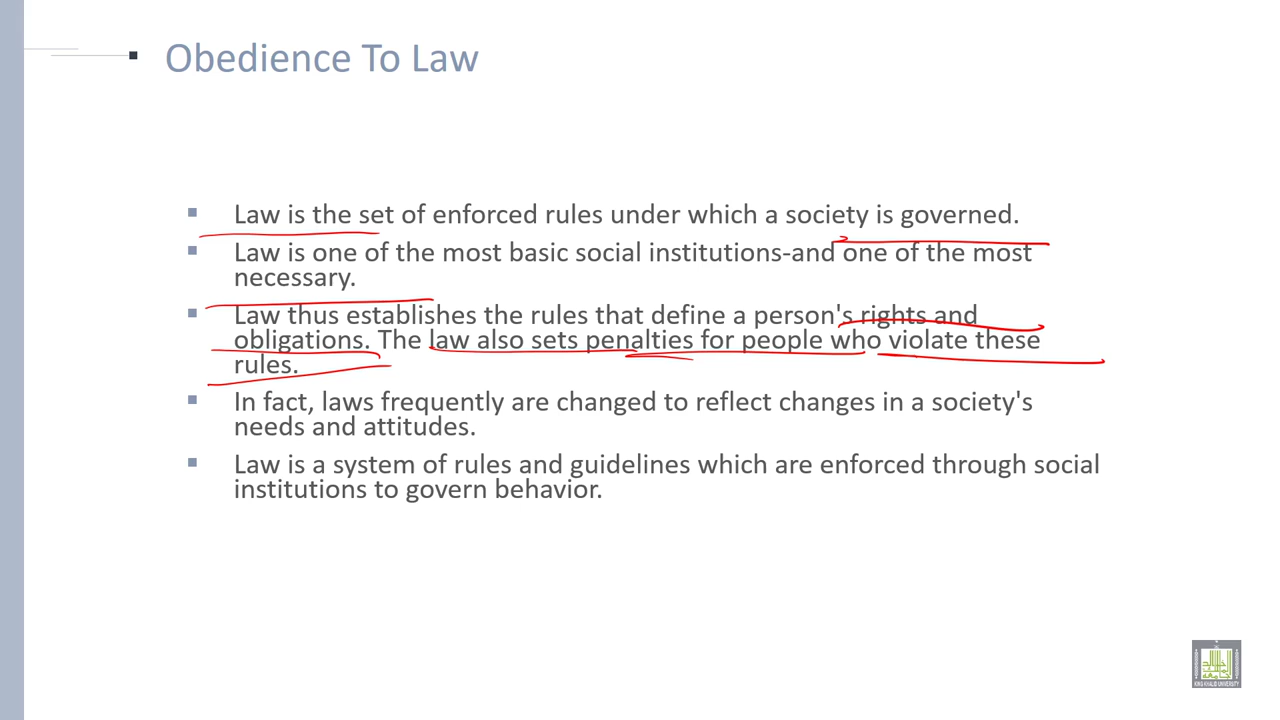 Obedience To Law
Law is the set of enforced rules under which a society is governed.
Law is one of the most basic social institutions-and one of the most
necessary.
Law thus establishes the rules that define a person's rights and
obligations. The law also sets penalties for people who violate these
rules.
In fact, laws frequently are changed to reflect changes in a society's
needs and attitudes.
Law is a system of rules and guidelines which are enforced through social
institutions to govern behavior.
KING KHALID UNIVERSITY